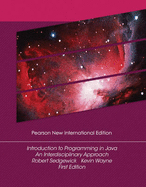 Pearson New International Edition
Introduction to Programming in Java
An Interdisciplinary Approach
Robert Sedgewick Kevin Wayne
First Edition